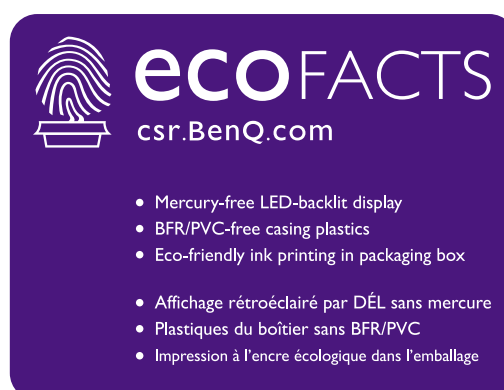 ecoFACTS
csr.BenQ.com
• Mercury-free LED-backlit display
• BFR/PVC-free casing plastics
• Eco-friendly ink printing in packaging box
• Affichage rétroéclairé par DÉL sans mercure
• Plastiques du boîtier sans BFR/PVC
• Impression à l'encre écologique dans l'emballage